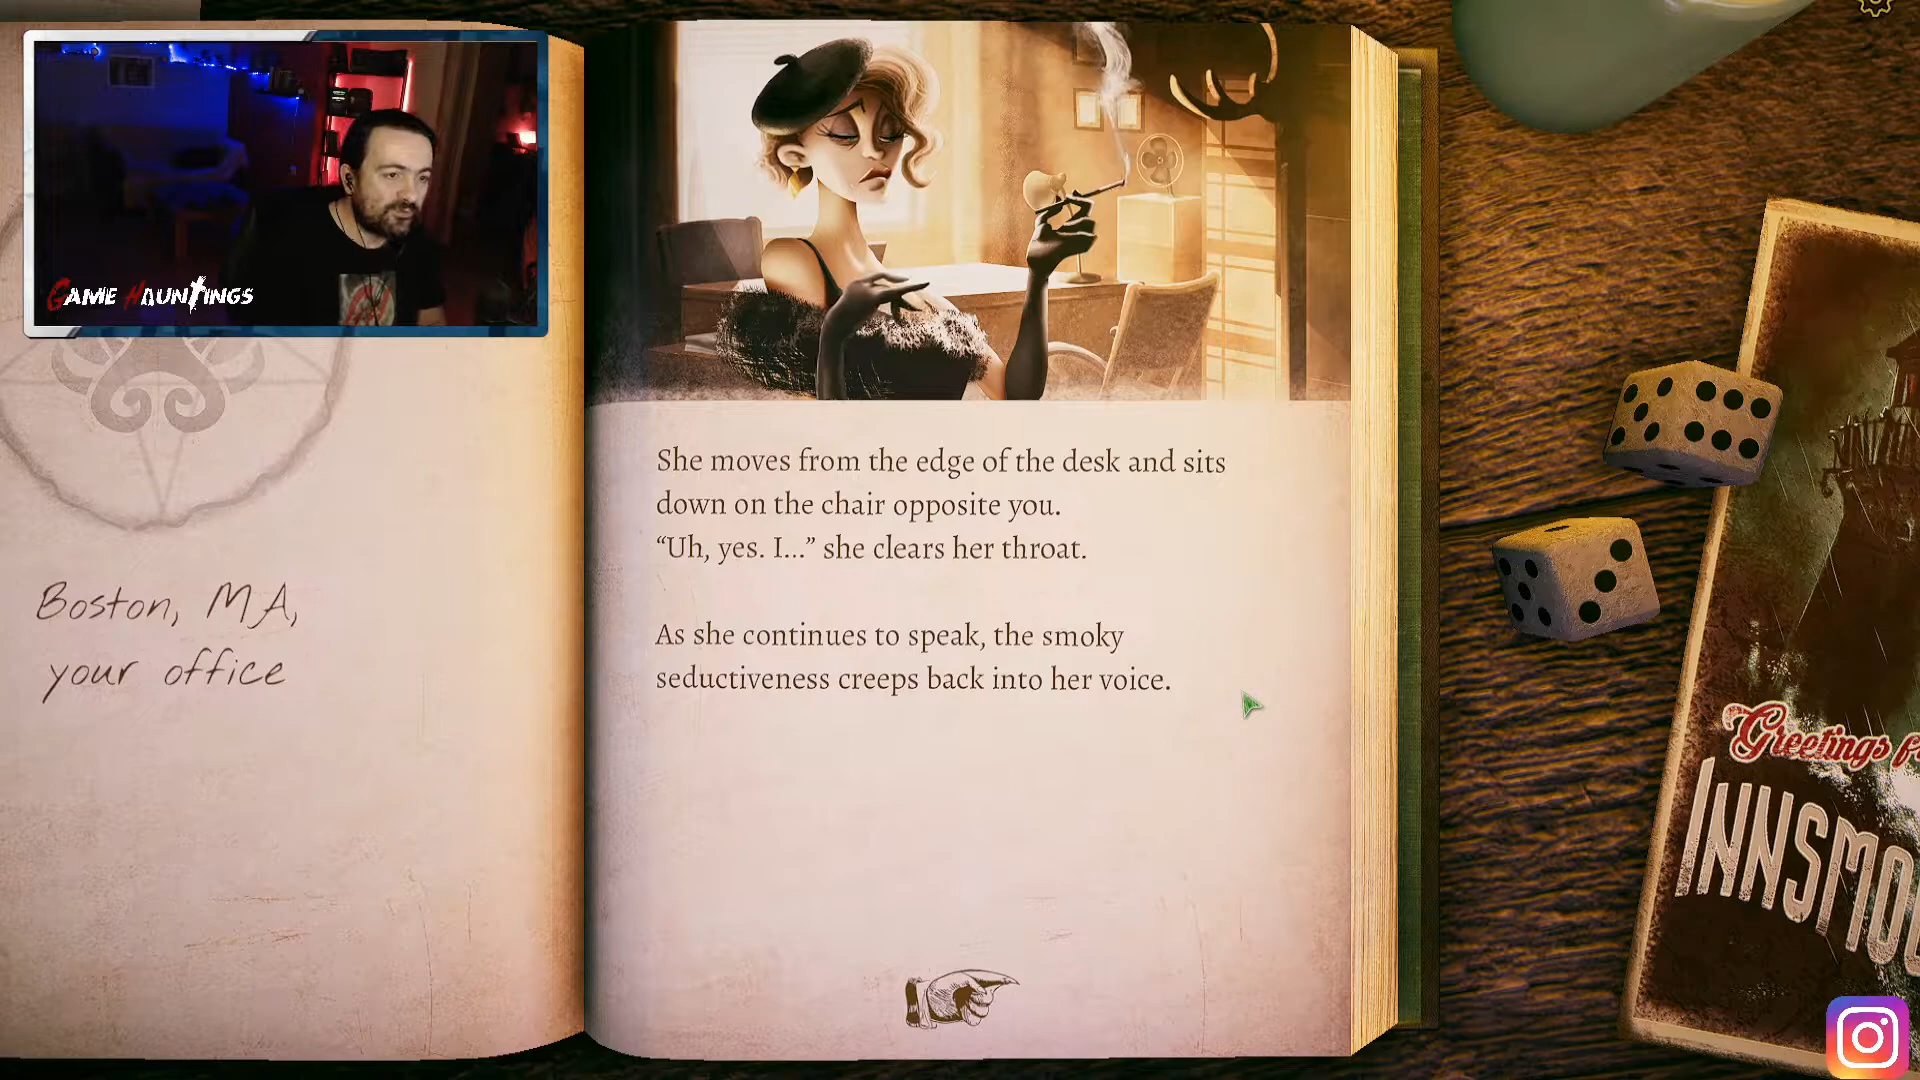 GAME HAUNTINGS
Boston, MA,
your office
She moves from the edge of the desk and sits
down on the chair opposite you.
“Uh, yes. I...” she clears her throat.
As she continues to speak, the smoky
seductiveness creeps back into her voice.
Greetings f
INNSMO